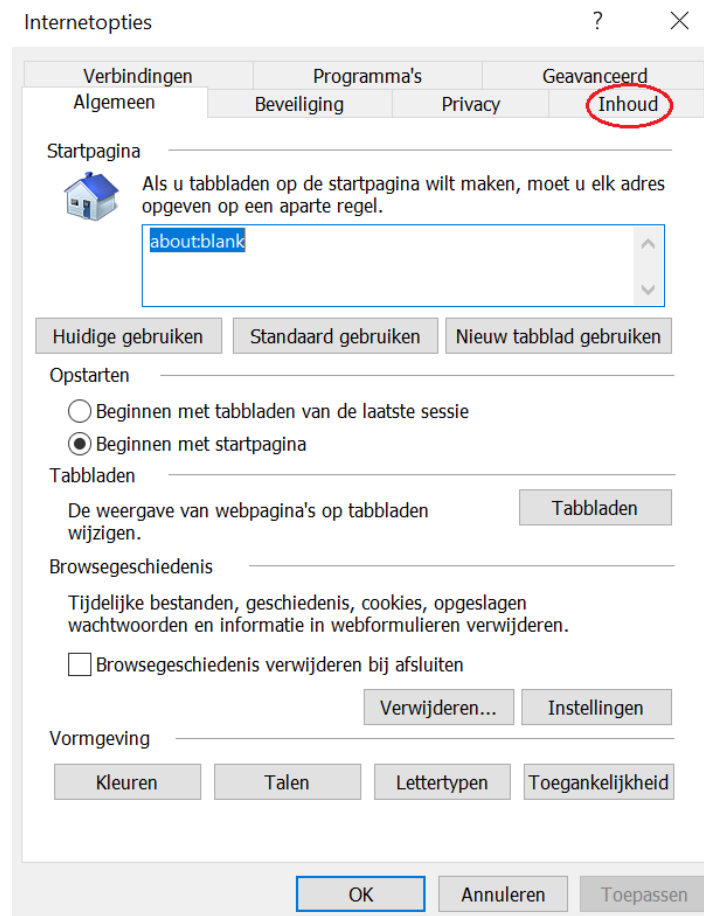 Internetopties ?
Verbindingen Programma's Geavanceerd
Algemeen Beveiliging Privacy Inhoud
Startpagina
Als u tabbladen op de startpagina wilt maken, moet u elk adres
opgeven op een aparte regel.
about:blank
Huidige gebruiken Standaard gebruiken Nieuw tabblad gebruiken
Opstarten
Beginnen met tabbladen van de laatste sessie
Beginnen met startpagina
Tabbladen
De weergave van webpagina's op tabbladen
wijzigen.
Tabbladen
Browsegeschiedenis
Tijdelijke bestanden, geschiedenis, cookies, opgeslagen
wachtwoorden en informatie in webformulieren verwijderen.
Browsegeschiedenis verwijderen bij afsluiten
Verwijderen... Instellingen
Vormgeving
Kleuren Talen Lettertypen Toegankelijkheid
OK Annuleren Toepassen